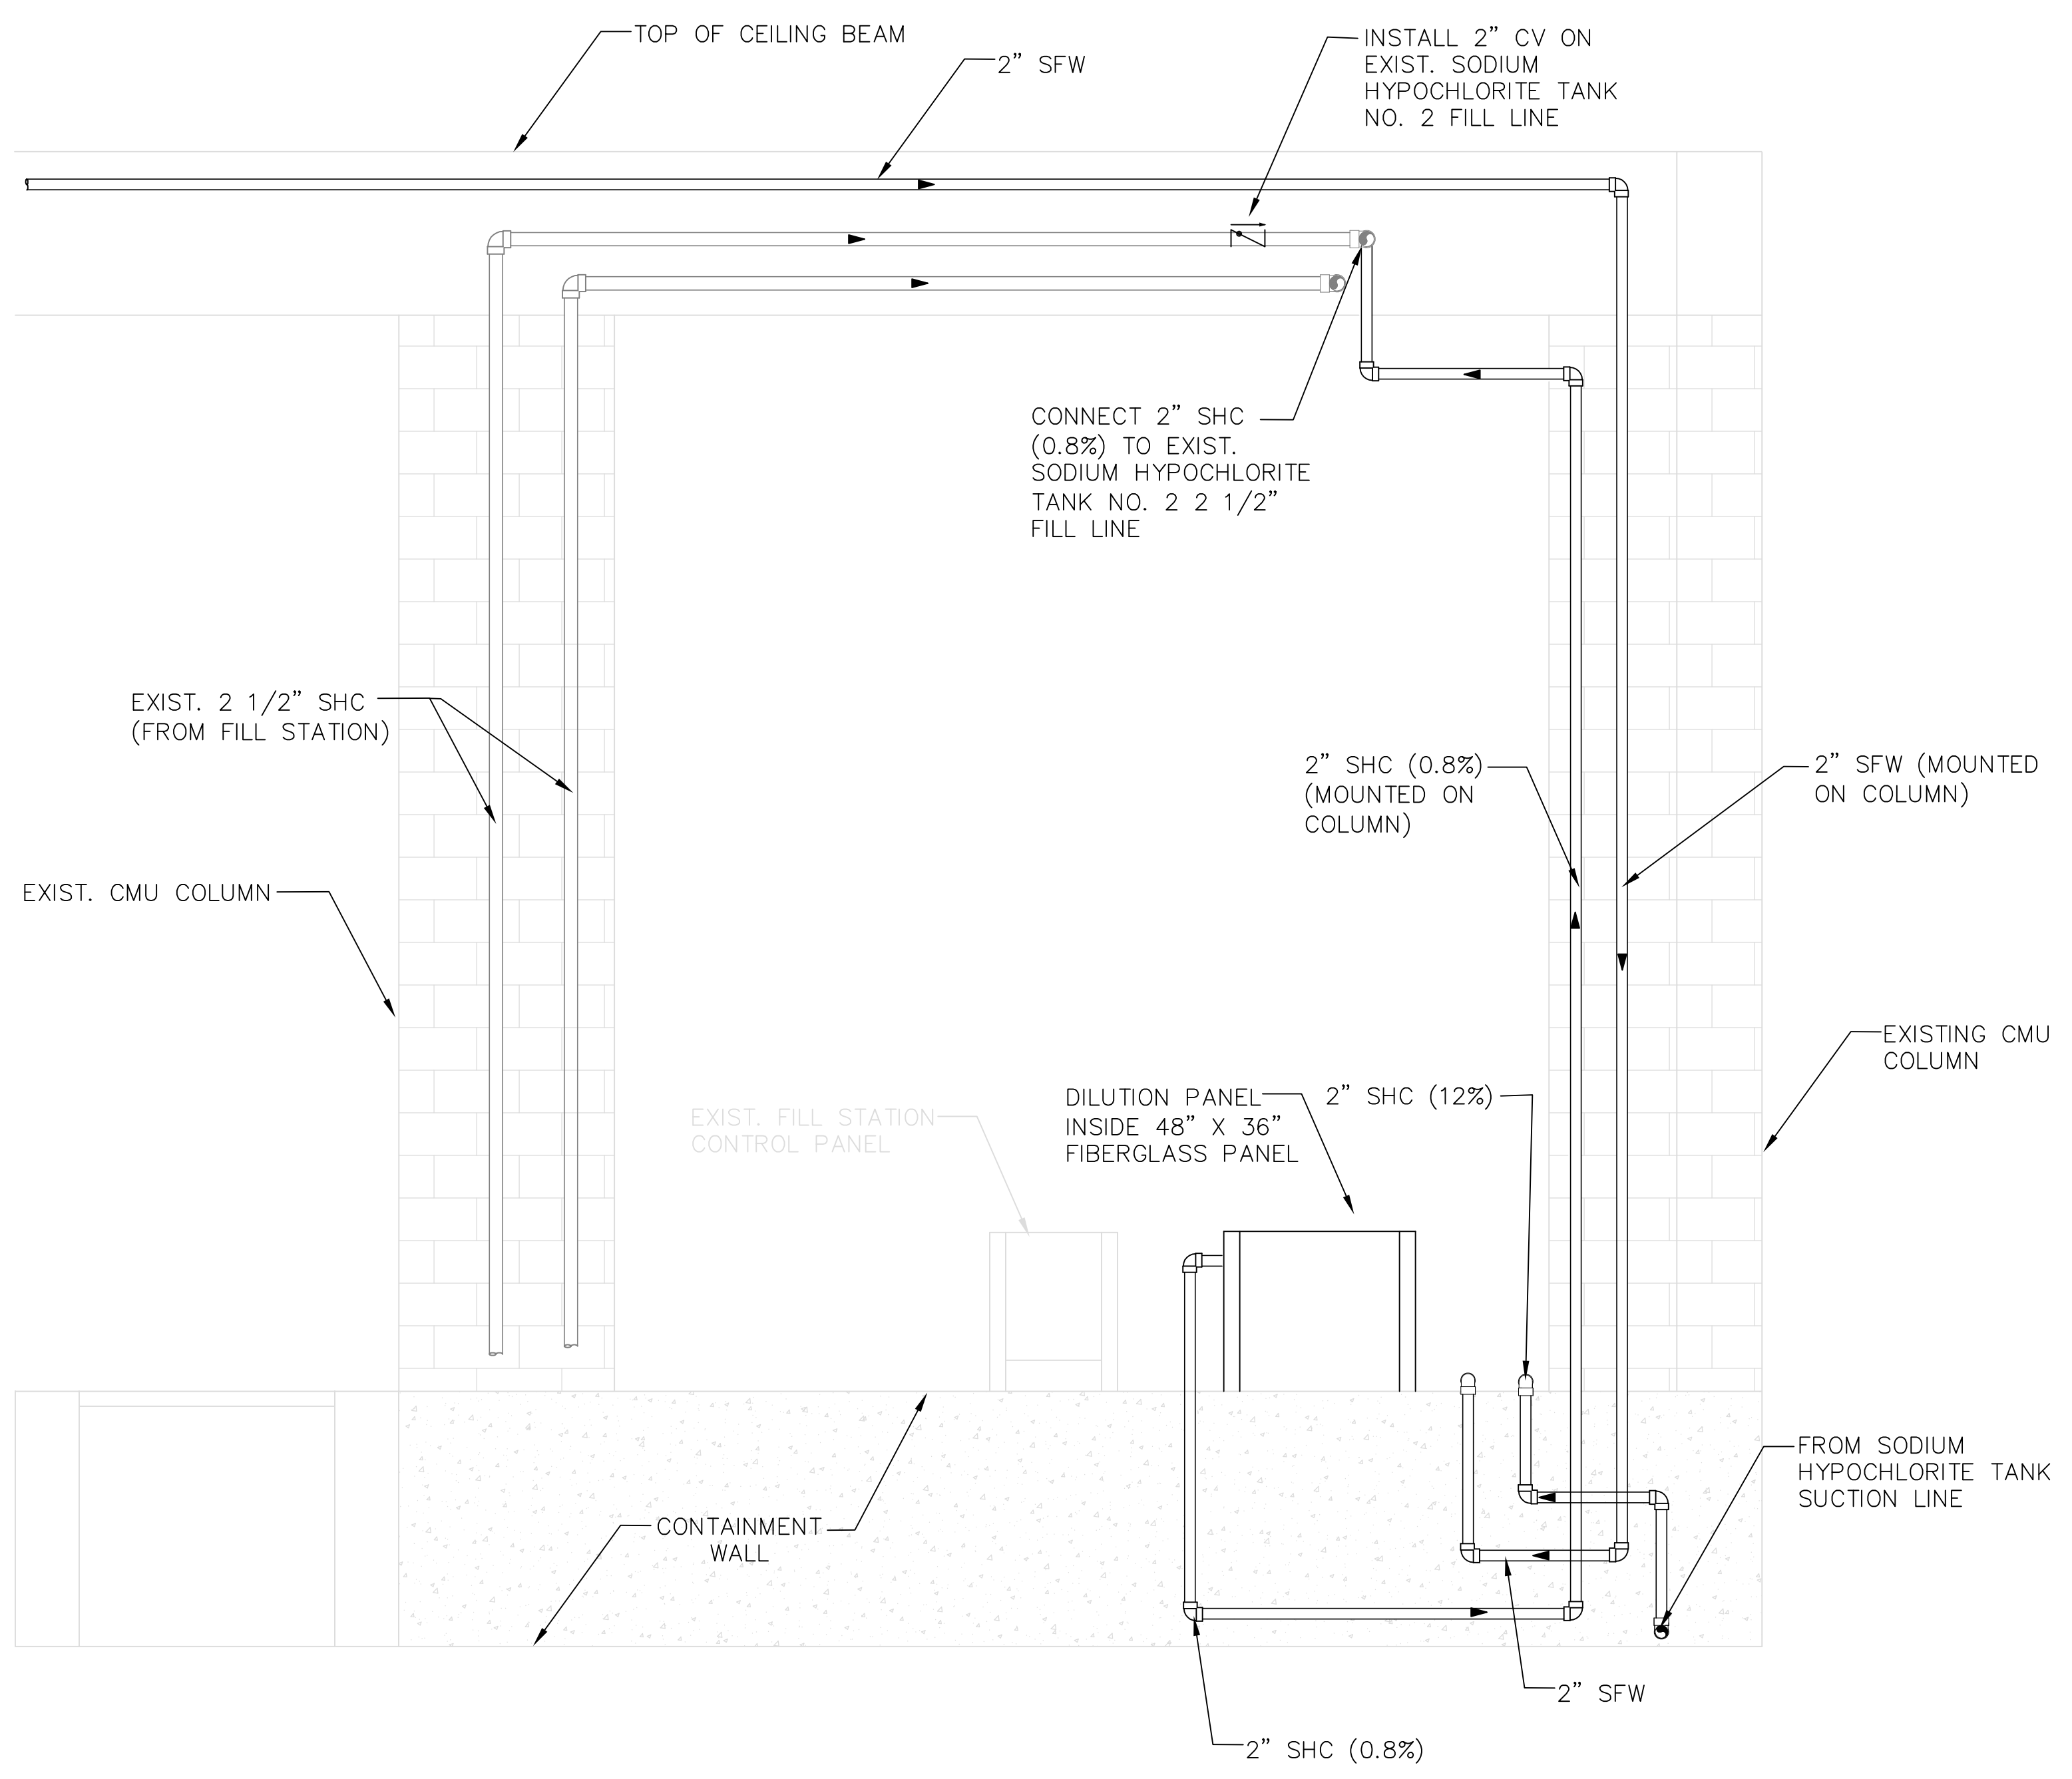 TOP OF CEILING BEAM
2” SFW
INSTALL 2” CV ON
EXIST. SODIUM
HYPOCHLORITE TANK
NO. 2 FILL LINE
CONNECT 2” SHC
(0.8%) TO EXIST.
SODIUM HYPOCHLORITE
TANK NO. 2 2 1/2”
FILL LINE
EXIST. 2 1/2” SHC
(FROM FILL STATION)
2” SHC (0.8%)
(MOUNTED ON
COLUMN)
2” SFW (MOUNTED
ON COLUMN)
EXIST. CMU COLUMN
EXISTING CMU
COLUMN
EXIST. FILL STATION
CONTROL PANEL
DILUTION PANEL
INSIDE 48” X 36”
FIBERGLASS PANEL
2” SHC (12%)
FROM SODIUM
HYPOCHLORITE TANK
SUCTION LINE
CONTAINMENT
WALL
2” SFW
2” SHC (0.8%)